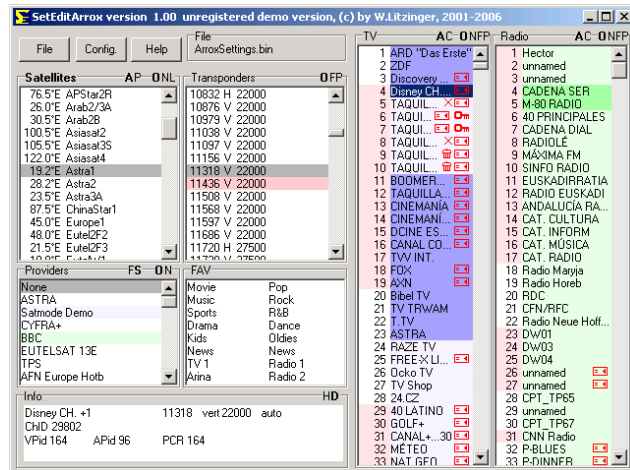 SetEditArrox version 1.00 unregistered demo version, (c) by W.Litzinger, 2001-2006
File Config. Help
File
ArroxSettings.bin
Satellites AP ONL
76.5°E APStar2R
26.0°E Arab2/3A
30.5°E Arab2B
100.5°E Asiasat2
105.5°E Asiasat3S
122.0°E Asiasat4
19.2°E Astra1
28.2°E Astra2
23.5°E Astra3A
87.5°E ChinaStar1
45.0°E Europe1
48.0°E Eutel2F2
21.5°E Eutel2F3
Transponders OFP
10832 H 22000
10876 V 22000
10979 V 22000
11038 V 22000
11097 V 22000
11156 V 22000
11318 V 22000
11436 V 22000
11508 V 22000
11568 V 22000
11597 V 22000
11686 V 22000
11720 H 27500
Providers FS ON
None
ASTRA
Satmode Demo
CYFRA+
BBC
EUTELSAT 13E
TPS
AFN Europe Hotb
FAV
Movie Pop
Music Rock
Sports R&B
Drama Dance
Kids Oldies
News News
TV 1 Radio 1
Arina Radio 2
Info HD
Disney CH. +1 11318 vert 22000 auto
ChID 29802
VPid 164 APid 96 PCR 164
TV AC ONFP
1 ARD "Das Erste"
2 ZDF
3 Discovery ...
4 Disney CH....
5 TAQUIL...
6 TAQUI...
7 TAQUI...
8 TAQUIL...
9 TAQUIL...
10 TAQUIL...
11 BOOMER...
12 TAQUILLA...
13 CINEMANÍA
14 CINEMANÍ...
15 DCINE ES...
16 CANAL CO...
17 TVV INT.
18 FOX
19 AXN
20 Bibel TV
21 TV TRWAM
22 T.TV
23 ASTRA
24 RAZE TV
25 FREE-X LI...
26 Ocko TV
27 TV Shop
28 24.CZ
29 40 LATINO
30 GOLF+
31 CANAL+...30
32 MÉTEO
33 NAT GEO
Radio AC ONFP
1 Hector
2 unnamed
3 unnamed
4 CADENA SER
5 M-80 RADIO
6 40 PRINCIPALES
7 CADENA DIAL
8 RADIOLÉ
9 MÁXIMA FM
10 SINFO RADIO
11 EUSKADIRRATIA
12 RADIO EUSKADI
13 ANDALUCÍA RA...
14 CAT. CULTURA
15 CAT. INFORM
16 CAT. MÚSICA
17 CAT. RADIO
18 Radio Maryja
19 Radio Horeb
20 RDC
21 CFN/RFC
22 Radio Neue Hoff...
23 DW01
24 DW03
25 DW04
26 unnamed
27 unnamed
28 CPT_TP65
29 unnamed
30 CPT_TP67
31 CNN Radio
32 P-BLUES
33 P-DINNER